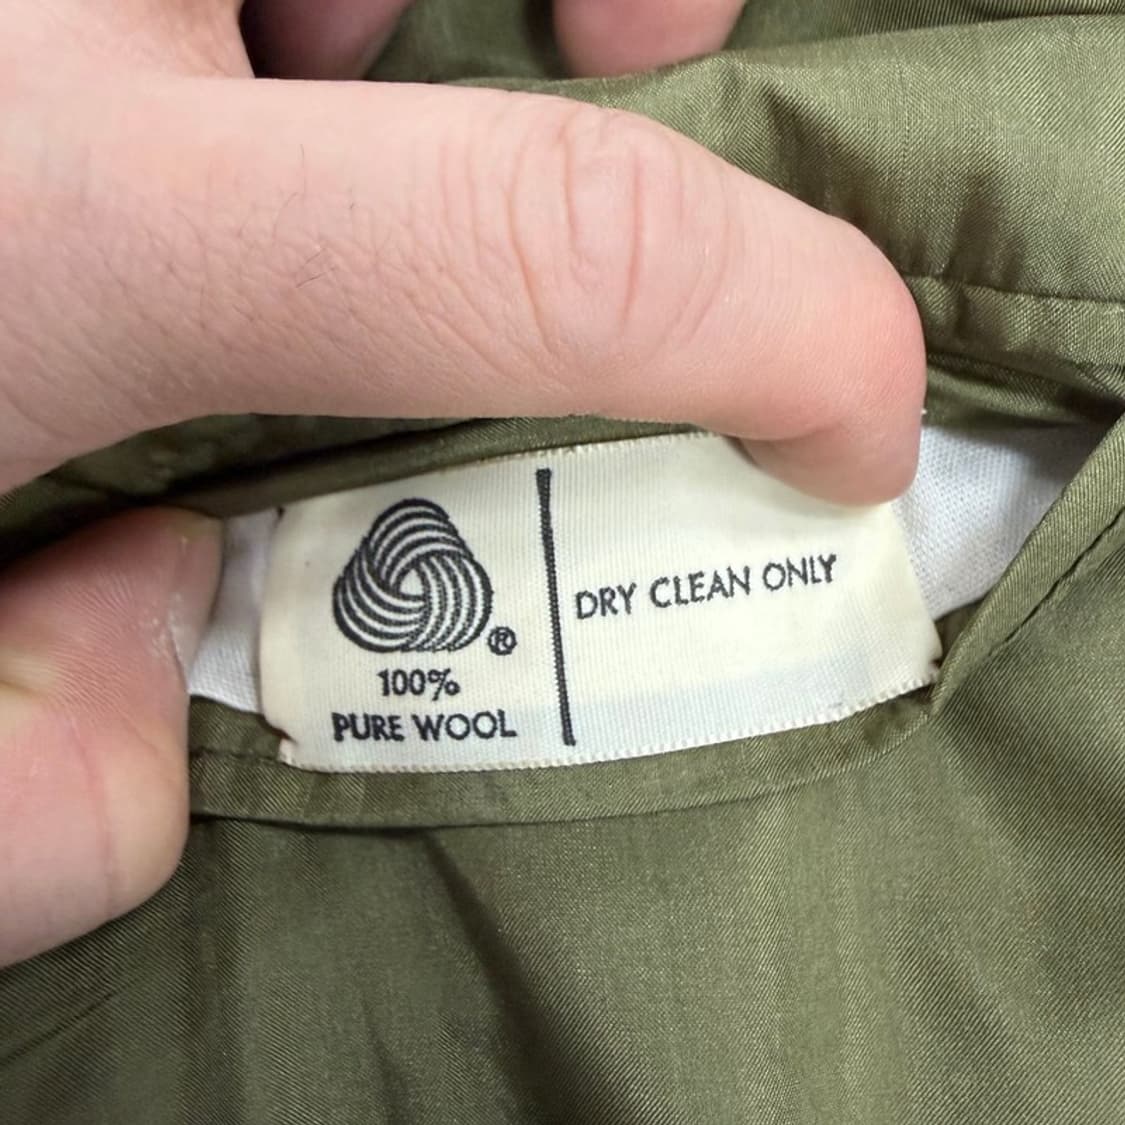 ®
100%
PURE WOOL
DRY CLEAN ONLY